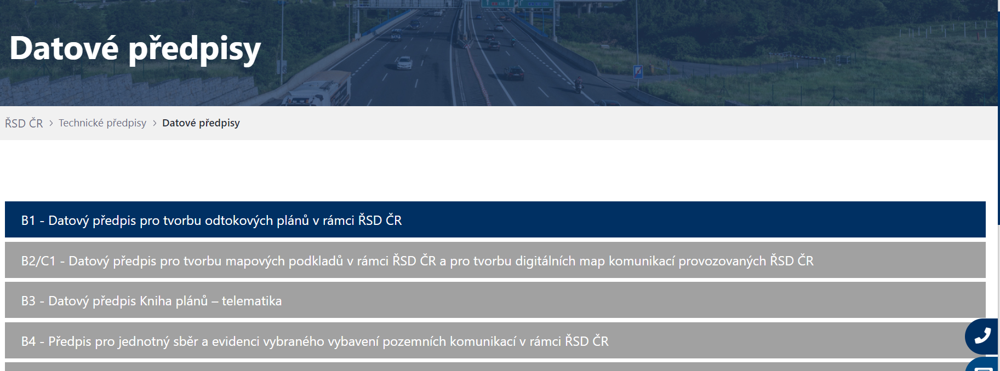 Datové předpisy
ŘSD ČR > Technické předpisy > Datové předpisy
B1 - Datový předpis pro tvorbu odtokových plánů v rámci ŘSD ČR
B2/C1 - Datový předpis pro tvorbu mapových podkladů v rámci ŘSD ČR a pro tvorbu digitálních map komunikací provozovaných ŘSD ČR
B3 - Datový předpis Kniha plánů – telematika
B4 - Předpis pro jednotný sběr a evidenci vybraného vybavení pozemních komunikací v rámci ŘSD ČR